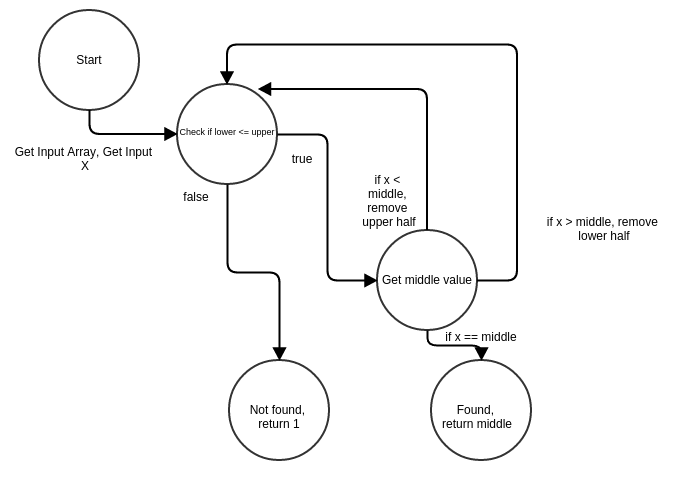 Start
Get Input Array, Get Input
X
Check if lower <= upper
true
false
if x <
middle,
remove
upper half
if x > middle, remove
lower half
Get middle value
if x == middle
Not found,
return 1
Found,
return middle